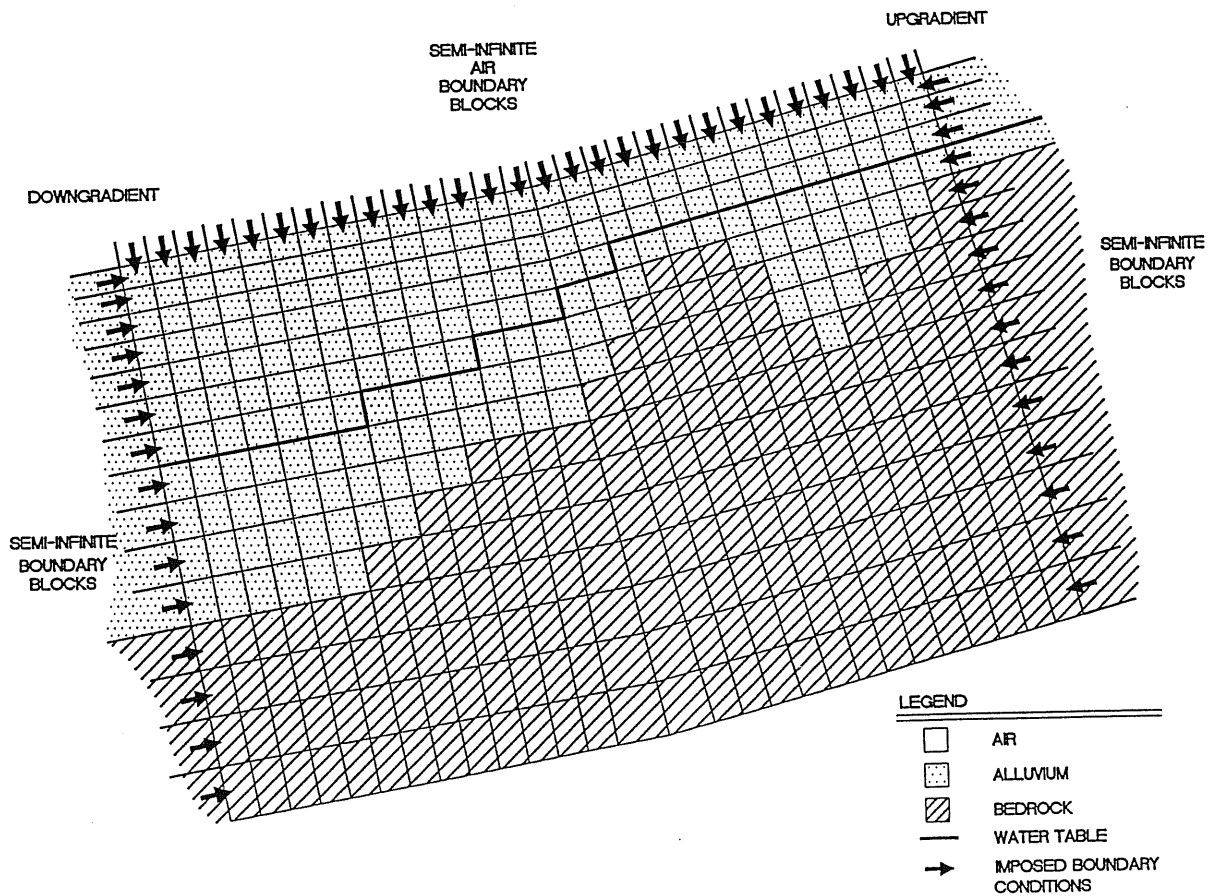 UPGRADIENT
SEMI-INFINITE
AIR
BOUNDARY
BLOCKS
DOWNGRADIENT
SEMI-INFINITE
BOUNDARY
BLOCKS
SEMI-INFINITE
BOUNDARY
BLOCKS
LEGEND
AIR
ALLUVIUM
BEDROCK
WATER TABLE
IMPOSED BOUNDARY
CONDITIONS